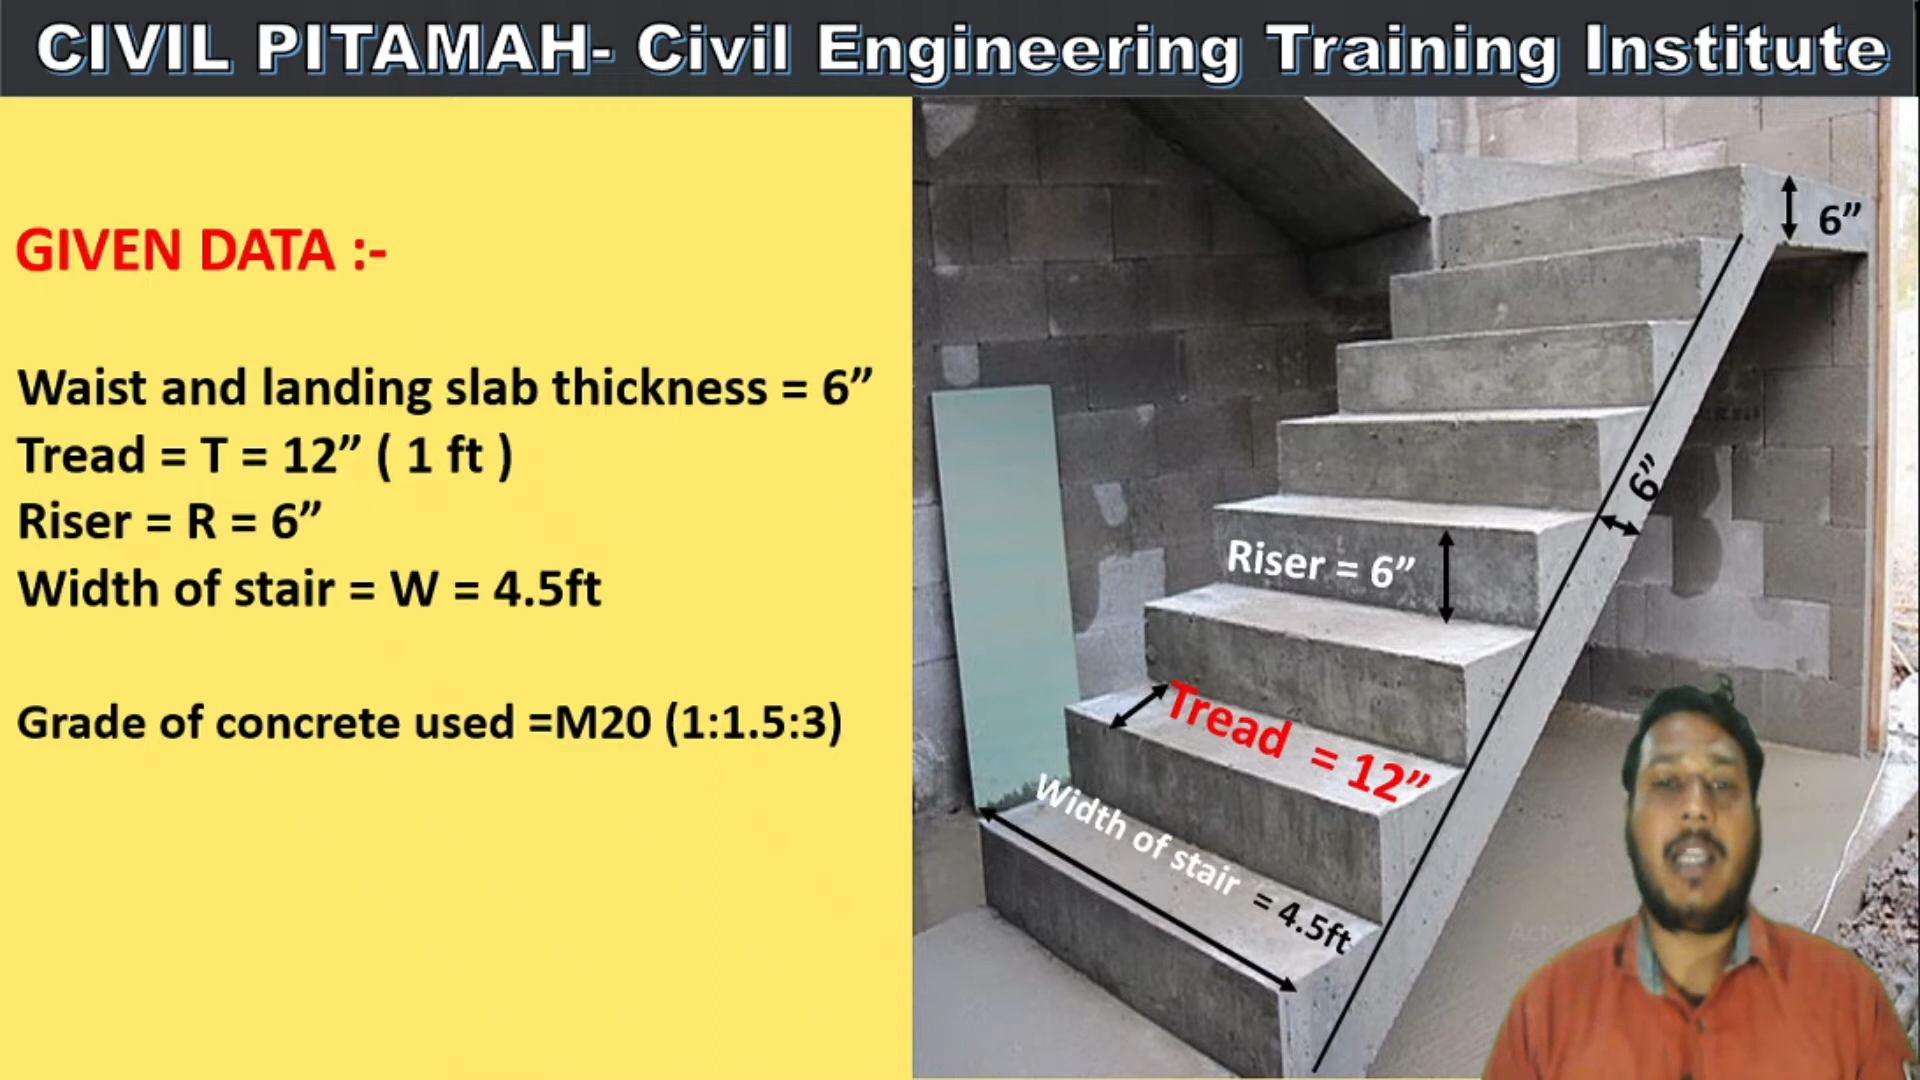 CIVIL PITAMAH- Civil Engineering Training Institute
GIVEN DATA :-
Waist and landing slab thickness = 6”
Tread = T = 12” ( 1 ft )
Riser = R = 6”
Width of stair = W = 4.5ft
Grade of concrete used =M20 (1:1.5:3)
6”
6”
Riser = 6”
Tread = 12”
Width of stair = 4.5ft